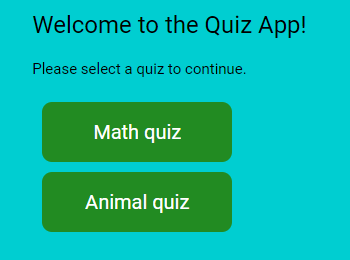 Welcome to the Quiz App!
Please select a quiz to continue.
Math quiz
Animal quiz